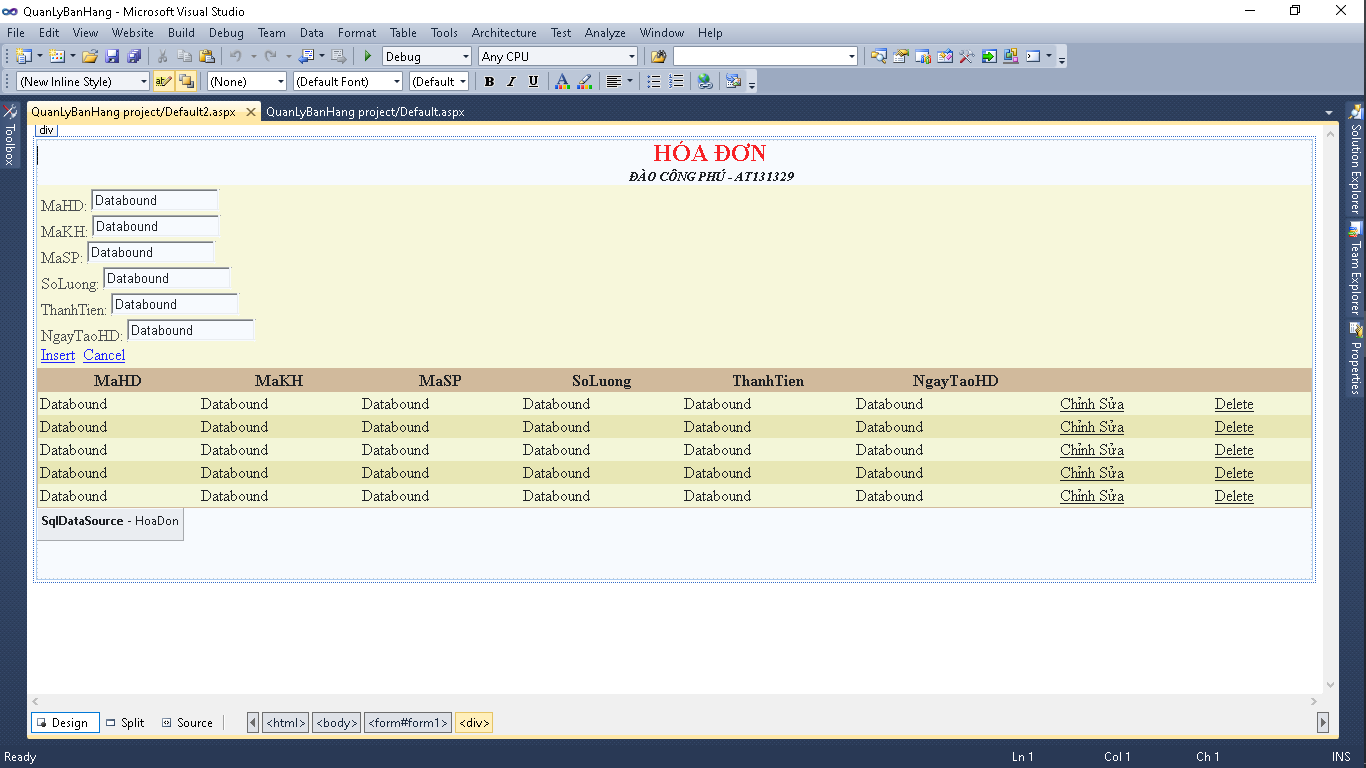 QuanLyBanHang - Microsoft Visual Studio
File Edit View Website Build Debug Team Data Format Table Tools Architecture Test Analyze Window Help
Debug Any CPU
(New Inline Style) ab (None) (Default Font) (Default B I U A
QuanLyBanHang project/Default2.aspx QuanLyBanHang project/Default.aspx
Toolbox
Solution Explorer
Team Explorer
Properties
div
HÓA ĐƠN
ĐÀO CÔNG PHÚ - AT131329
MaHD: Databound
MaKH: Databound
MaSP: Databound
SoLuong: Databound
ThanhTien: Databound
NgayTaoHD: Databound
Insert Cancel
MaHD MaKH MaSP SoLuong ThanhTien NgayTaoHD
Databound Databound Databound Databound Databound Databound Chỉnh Sửa Delete
Databound Databound Databound Databound Databound Databound Chỉnh Sửa Delete
Databound Databound Databound Databound Databound Databound Chỉnh Sửa Delete
Databound Databound Databound Databound Databound Databound Chỉnh Sửa Delete
Databound Databound Databound Databound Databound Databound Chỉnh Sửa Delete
SqlDataSource - HoaDon
Design Split Source <html> <body> <form#form1> <div>
Ready Ln 1 Col 1 Ch 1 INS